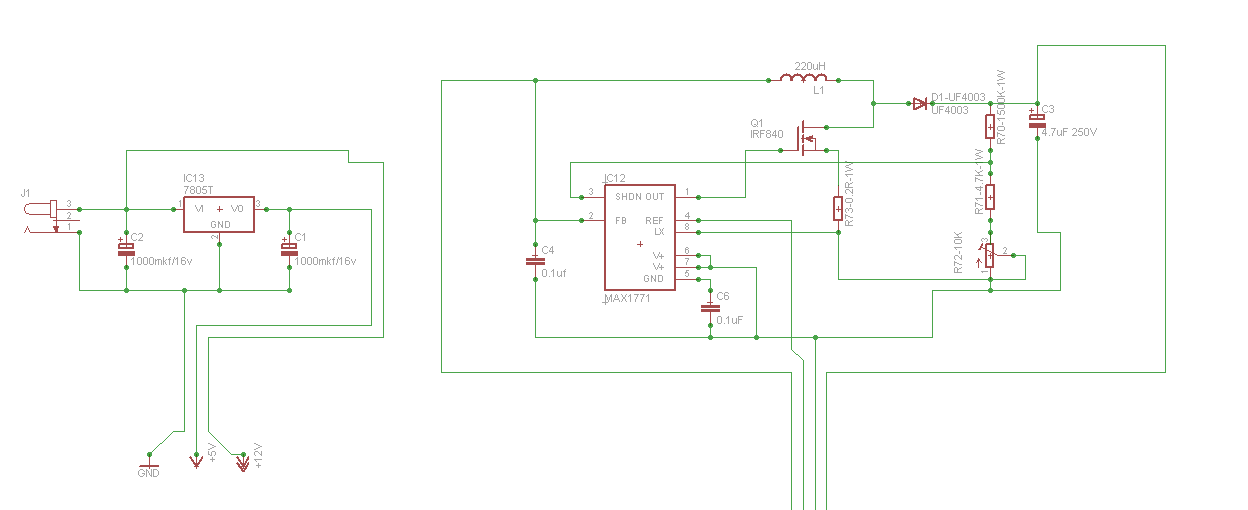 220uH
L1
D1-UF4003
UF4003
R70-1500K-1W
C3
4.7uF 250V
Q1
IRF840
IC13
7805T
J1
3
2
1
1
VI
VO
3
GND
2
C2
1000mkf/16v
C1
1000mkf/16v
IC12
3
SHDN
OUT
1
2
FB
REF
4
LX
8
V+
6
V+
7
GND
5
MAX1771
C4
0.1uf
C6
0.1uF
R73-0.2R-1W
R71-4.7K-1W
R72-10K
3
2
1
GND
+5V
+12V